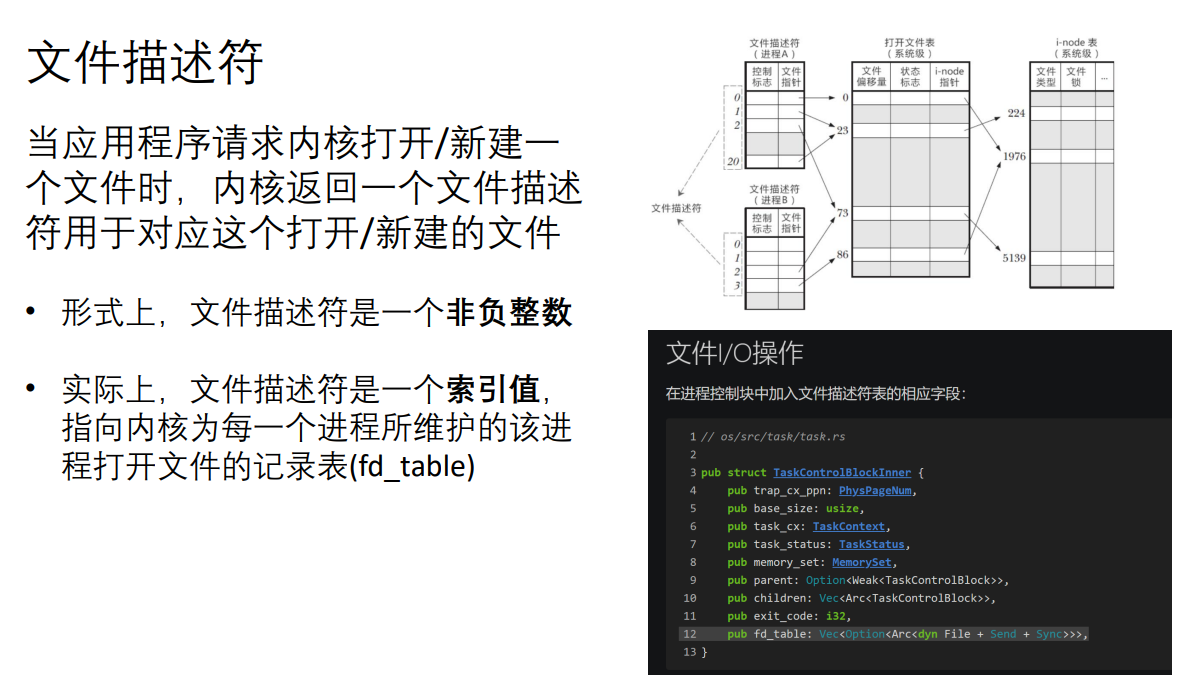 文件描述符
当应用程序请求内核打开/新建一
个文件时，内核返回一个文件描述
符用于对应这个打开/新建的文件
• 形式上，文件描述符是一个非负整数
• 实际上，文件描述符是一个索引值，
指向内核为每一个进程所维护的该进
程打开文件的记录表(fd_table)
文件描述符
（进程A）
控制
标志
文件
指针
0
1
2
20
文件描述符
文件描述符
（进程B）
控制
标志
文件
指针
0
1
2
3
打开文件表
（系统级）
文件
偏移量
状态
标志
i-node
指针
0
23
73
86
i-node 表
（系统级）
文件
类型
文件
锁
...
224
1976
5139
文件I/O操作
在进程控制块中加入文件描述符表的相应字段：
1 // os/src/task/task.rs
2
3 pub struct TaskControlBlockInner {
4     pub trap_cx_ppn: PhysPageNum,
5     pub base_size: usize,
6     pub task_cx: TaskContext,
7     pub task_status: TaskStatus,
8     pub memory_set: MemorySet,
9     pub parent: Option<Weak<TaskControlBlock>>,
10     pub children: Vec<Arc<TaskControlBlock>>,
11     pub exit_code: i32,
12     pub fd_table: Vec<Option<Arc<dyn File + Send + Sync>>>,
13 }